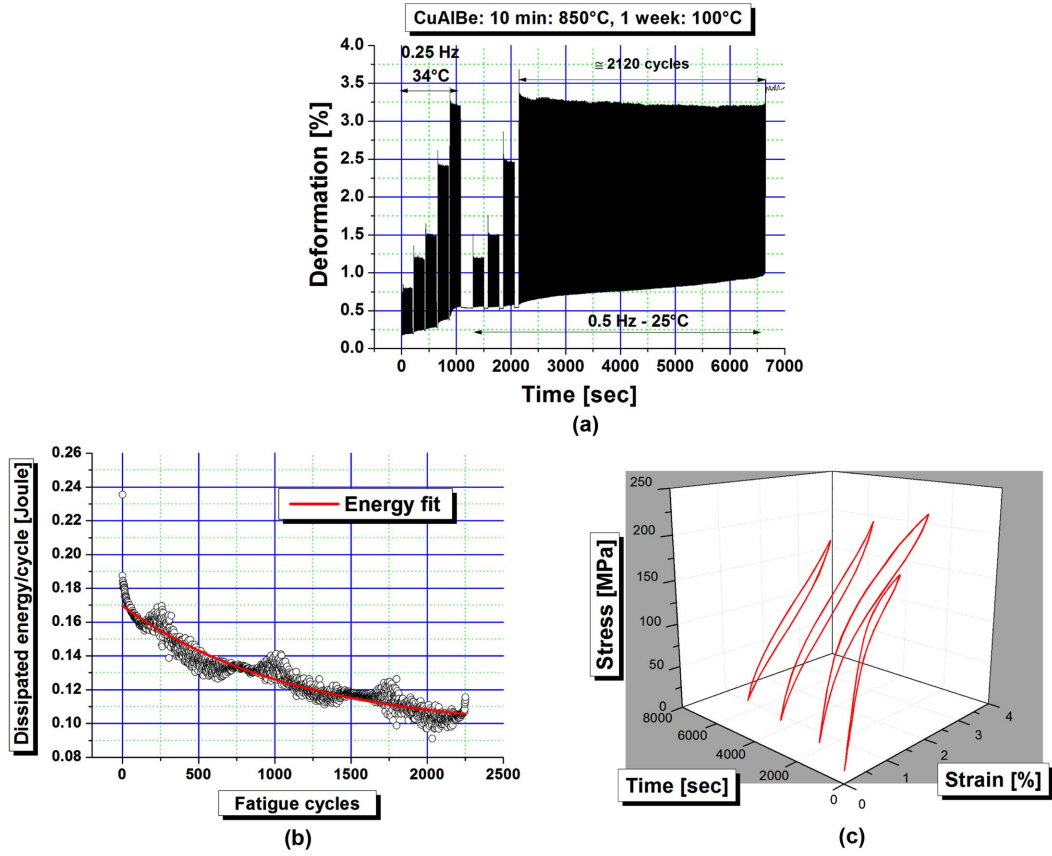 CuAlBe: 10 min: 850°C, 1 week: 100°C
4.0
3.5
3.0
2.5
2.0
1.5
1.0
0.5
0.0
Deformation [%]
0.25 Hz
34°C
≅ 2120 cycles
0.5 Hz - 25°C
0 1000 2000 3000 4000 5000 6000 7000
Time [sec]
(a)
0.26
0.24
0.22
0.20
0.18
0.16
0.14
0.12
0.10
0.08
Dissipated energy/cycle [Joule]
Energy fit
0 500 1000 1500 2000 2500
Fatigue cycles
(b)
250
200
150
100
50
0
Stress [MPa]
8000
6000
4000
2000
0
Time [sec]
0
1
2
3
4
Strain [%]
(c)